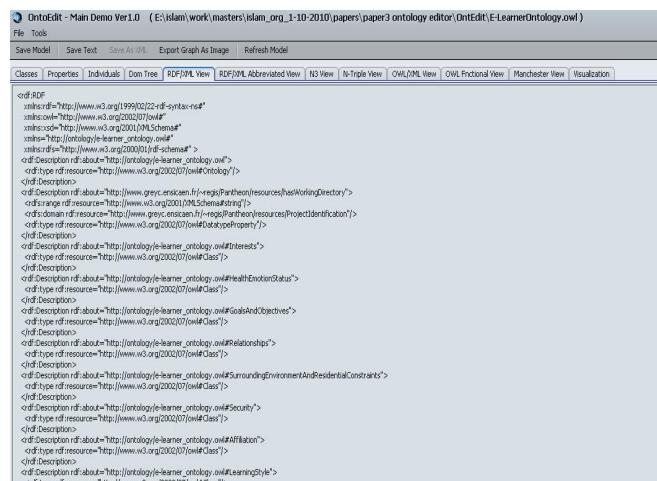 OntoEdit - Main Demo Ver1.0 ( E:\islam\work\masters\islam_org_1-10-2010\papers\paper3 ontology editor\OntEdit\E-LearnerOntology.owl )
File Tools
Save Model Save Text Save As XML Export Graph As Image Refresh Model
Classes Properties Individuals Dom Tree RDF/XML View RDF/XML Abbreviated View N3 View N-Triple View OWL/XML View OWL Fnctional View Manchester View Visualization
<rdf:RDF
xmlns:rdf="http://www.w3.org/1999/02/22-rdf-syntax-ns#"
xmlns:owl="http://www.w3.org/2002/07/owl#"
xmlns:xsd="http://www.w3.org/2001/XMLSchema#"
xmlns="http://ontology/e-learner_ontology.owl#"
xmlns:rdfs="http://www.w3.org/2000/01/rdf-schema#" >
<rdf:Description rdf:about="http://ontology/e-learner_ontology.owl">
<rdf:type rdf:resource="http://www.w3.org/2002/07/owl#Ontology"/>
</rdf:Description>
<rdf:Description rdf:about="http://www.greyc.ensicaen.fr/~regis/Pantheon/resources/hasWorkingDirectory">
<rdfs:range rdf:resource="http://www.w3.org/2001/XMLSchema#string"/>
<rdfs:domain rdf:resource="http://www.greyc.ensicaen.fr/~regis/Pantheon/resources/ProjectIdentification"/>
<rdf:type rdf:resource="http://www.w3.org/2002/07/owl#DatatypeProperty"/>
</rdf:Description>
<rdf:Description rdf:about="http://ontology/e-learner_ontology.owl#Interests">
<rdf:type rdf:resource="http://www.w3.org/2002/07/owl#Class"/>
</rdf:Description>
<rdf:Description rdf:about="http://ontology/e-learner_ontology.owl#HealthEmotionStatus">
<rdf:type rdf:resource="http://www.w3.org/2002/07/owl#Class"/>
</rdf:Description>
<rdf:Description rdf:about="http://ontology/e-learner_ontology.owl#GoalsAndObjectives">
<rdf:type rdf:resource="http://www.w3.org/2002/07/owl#Class"/>
</rdf:Description>
<rdf:Description rdf:about="http://ontology/e-learner_ontology.owl#Relationships">
<rdf:type rdf:resource="http://www.w3.org/2002/07/owl#Class"/>
</rdf:Description>
<rdf:Description rdf:about="http://ontology/e-learner_ontology.owl#SurroundingEnvironmentAndResidentialConstraints">
<rdf:type rdf:resource="http://www.w3.org/2002/07/owl#Class"/>
</rdf:Description>
<rdf:Description rdf:about="http://ontology/e-learner_ontology.owl#Security">
<rdf:type rdf:resource="http://www.w3.org/2002/07/owl#Class"/>
</rdf:Description>
<rdf:Description rdf:about="http://ontology/e-learner_ontology.owl#Affiliation">
<rdf:type rdf:resource="http://www.w3.org/2002/07/owl#Class"/>
</rdf:Description>
<rdf:Description rdf:about="http://ontology/e-learner_ontology.owl#LearningStyle">